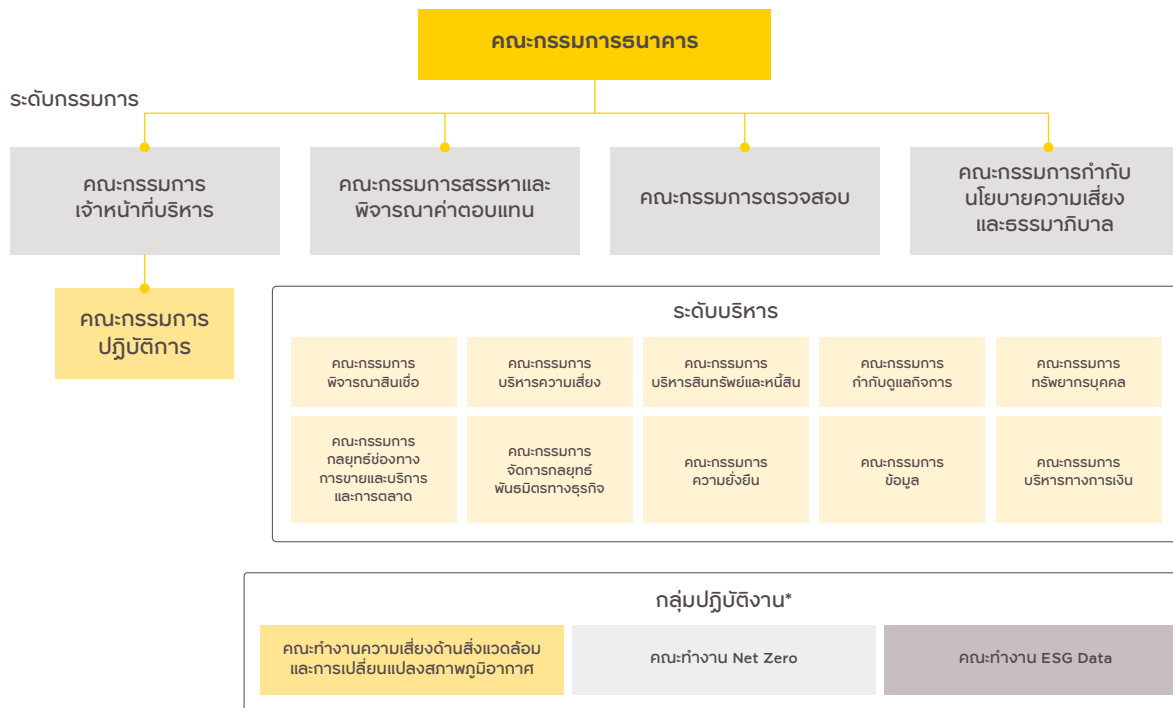 คณะกรรมการธนาคาร
ระดับกรรมการ
คณะกรรมการ
เจ้าหน้าที่บริหาร
คณะกรรมการสรรหาและ
พิจารณาค่าตอบแทน
คณะกรรมการตรวจสอบ
คณะกรรมการกำกับ
นโยบายความเสี่ยง
และธรรมาภิบาล
คณะกรรมการ
ปฏิบัติการ
ระดับบริหาร
คณะกรรมการ
พิจารณาสินเชื่อ
คณะกรรมการ
บริหารความเสี่ยง
คณะกรรมการ
บริหารสินทรัพย์และหนี้สิน
คณะกรรมการ
กำกับดูแลกิจการ
คณะกรรมการ
ทรัพยากรบุคคล
คณะกรรมการ
กลยุทธ์ช่องทาง
การขายและบริการ
และการตลาด
คณะกรรมการ
จัดการกลยุทธ์
พันธมิตรทางธุรกิจ
คณะกรรมการ
ความยั่งยืน
คณะกรรมการ
ข้อมูล
คณะกรรมการ
บริหารทางการเงิน
กลุ่มปฏิบัติงาน*
คณะทำงานความเสี่ยงด้านสิ่งแวดล้อม
และการเปลี่ยนแปลงสภาพภูมิอากาศ
คณะทำงาน Net Zero
คณะทำงาน ESG Data